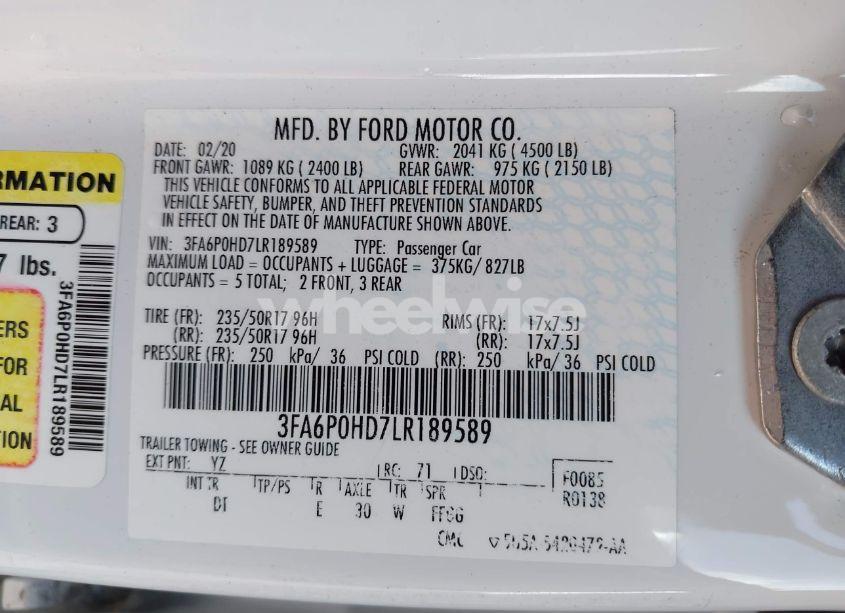 RMATION
REAR: 3
7 lbs.
ERS
FOR
AL
TION
3FA6P0HD7LR189589
MFD. BY FORD MOTOR CO.
DATE: 02/20 GVWR: 2041 KG ( 4500 LB)
FRONT GAWR: 1089 KG ( 2400 LB) REAR GAWR: 975 KG ( 2150 LB)
THIS VEHICLE CONFORMS TO ALL APPLICABLE FEDERAL MOTOR
VEHICLE SAFETY, BUMPER, AND THEFT PREVENTION STANDARDS
IN EFFECT ON THE DATE OF MANUFACTURE SHOWN ABOVE.
VIN: 3FA6P0HD7LR189589 TYPE: Passenger Car
MAXIMUM LOAD = OCCUPANTS + LUGGAGE = 375KG/ 827LB
OCCUPANTS = 5 TOTAL; 2 FRONT, 3 REAR
wheelwise
TIRE (FR): 235/50R17 96H RIMS (FR): 17x7.5J
(RR): 235/50R17 96H (RR): 17x7.5J
PRESSURE (FR): 250 kPa/ 36 PSI COLD (RR): 250 kPa/ 36 PSI COLD
3FA6P0HD7LR189589
TRAILER TOWING - SEE OWNER GUIDE
EXT PNT: YZ RC: 71 DSO: F0085
INT TR TP/PS R AXLE TR SPR R0138
DT E 30 W
CMC